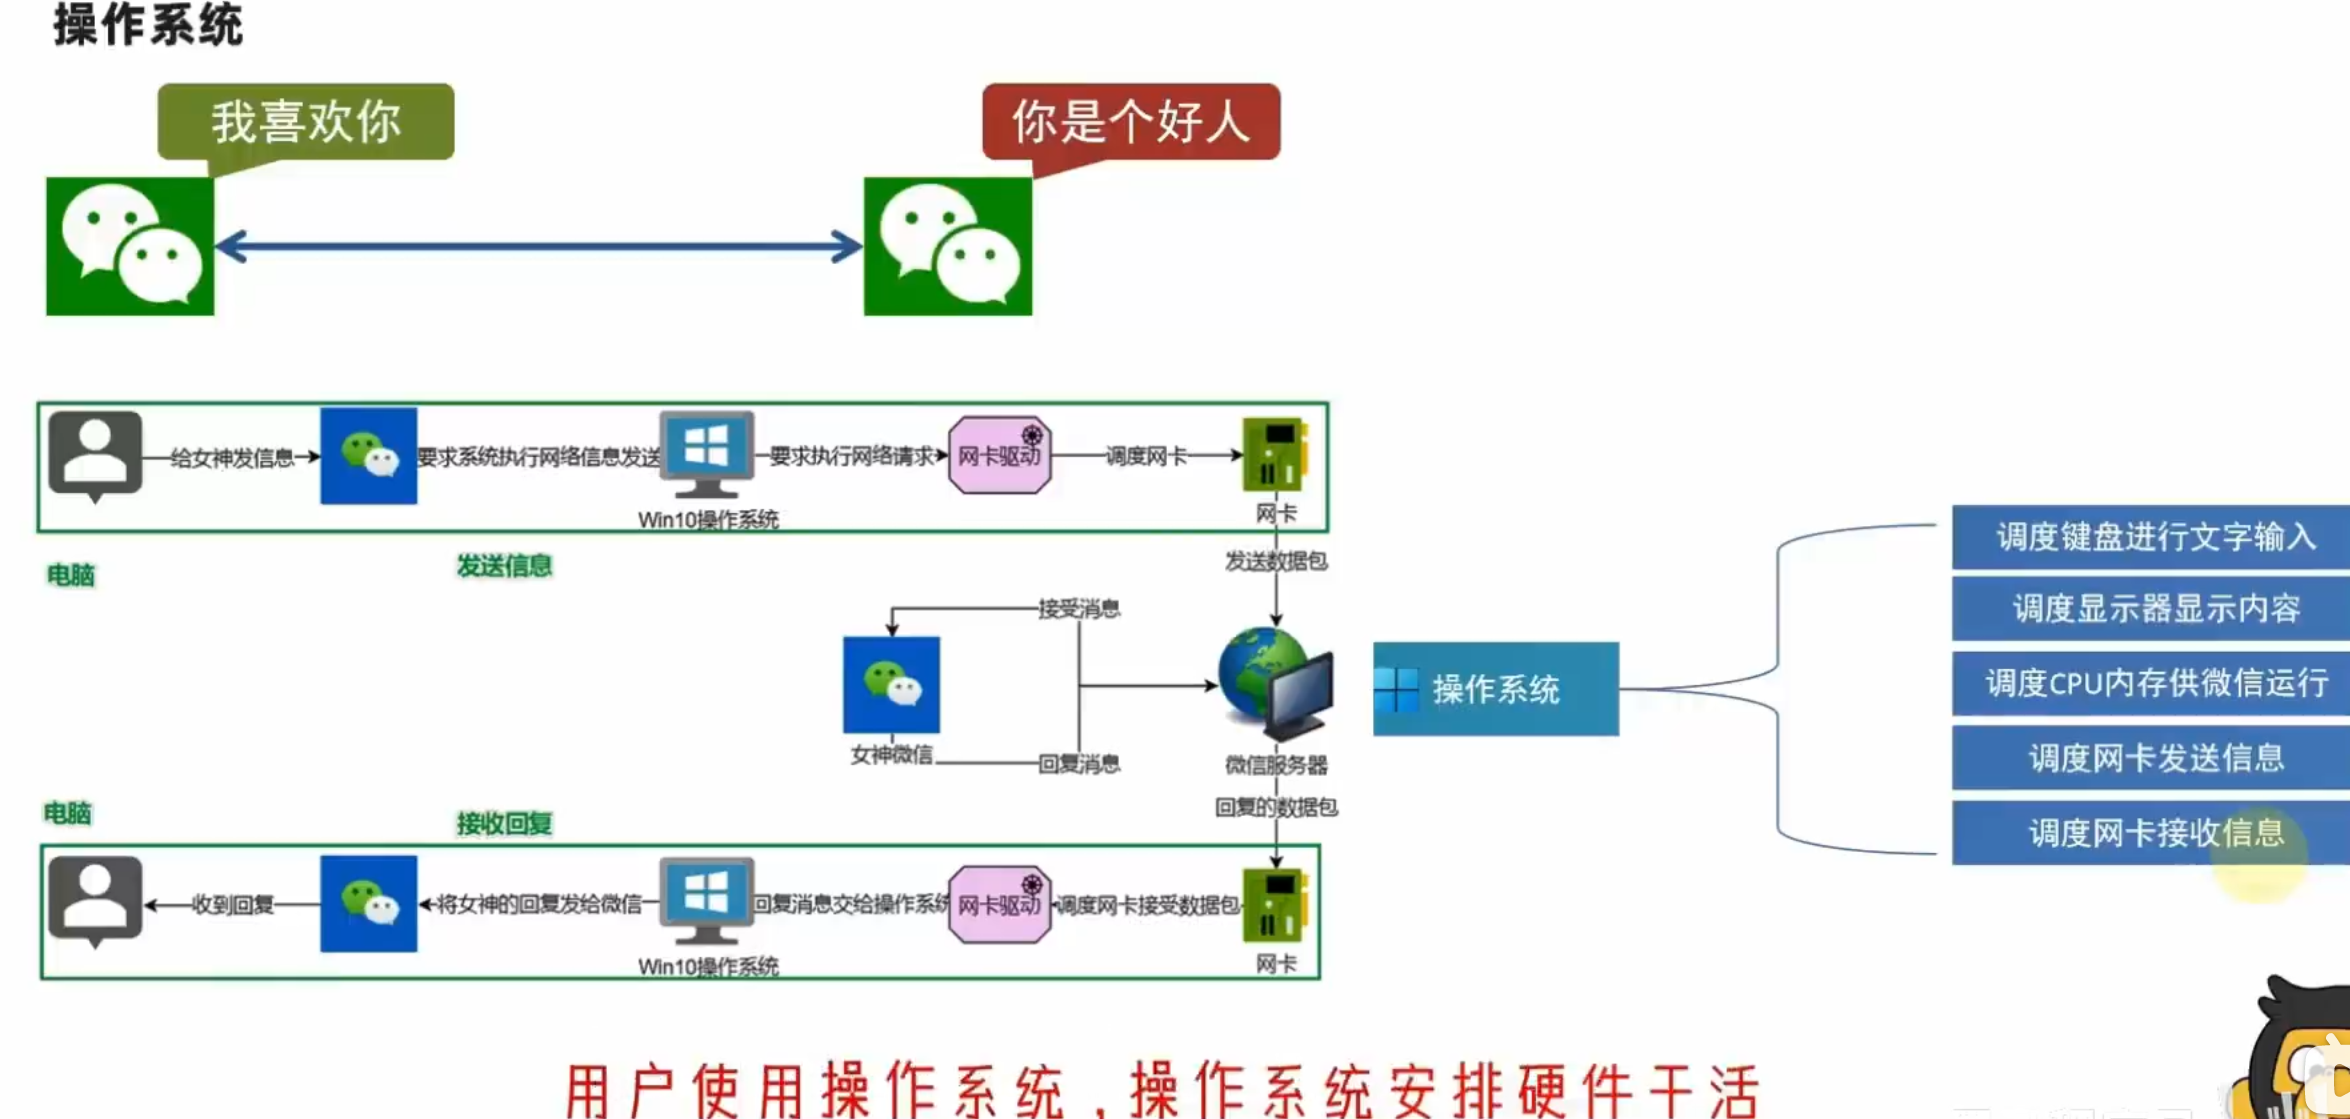 操作系统
我喜欢你
你是个好人
给女神发信息
要求系统执行网络信息发送
要求执行网络请求
网卡驱动
调度网卡
Win10操作系统
网卡
电脑
发送信息
发送数据包
接受消息
女神微信
回复消息
微信服务器
回复的数据包
操作系统
调度键盘进行文字输入
调度显示器显示内容
调度CPU内存供微信运行
调度网卡发送信息
调度网卡接收信息
电脑
接收回复
收到回复
将女神的回复发给微信
回复消息交给操作系统
网卡驱动
调度网卡接受数据包
Win10操作系统
网卡
用户使用操作系统，操作系统安排硬件干活